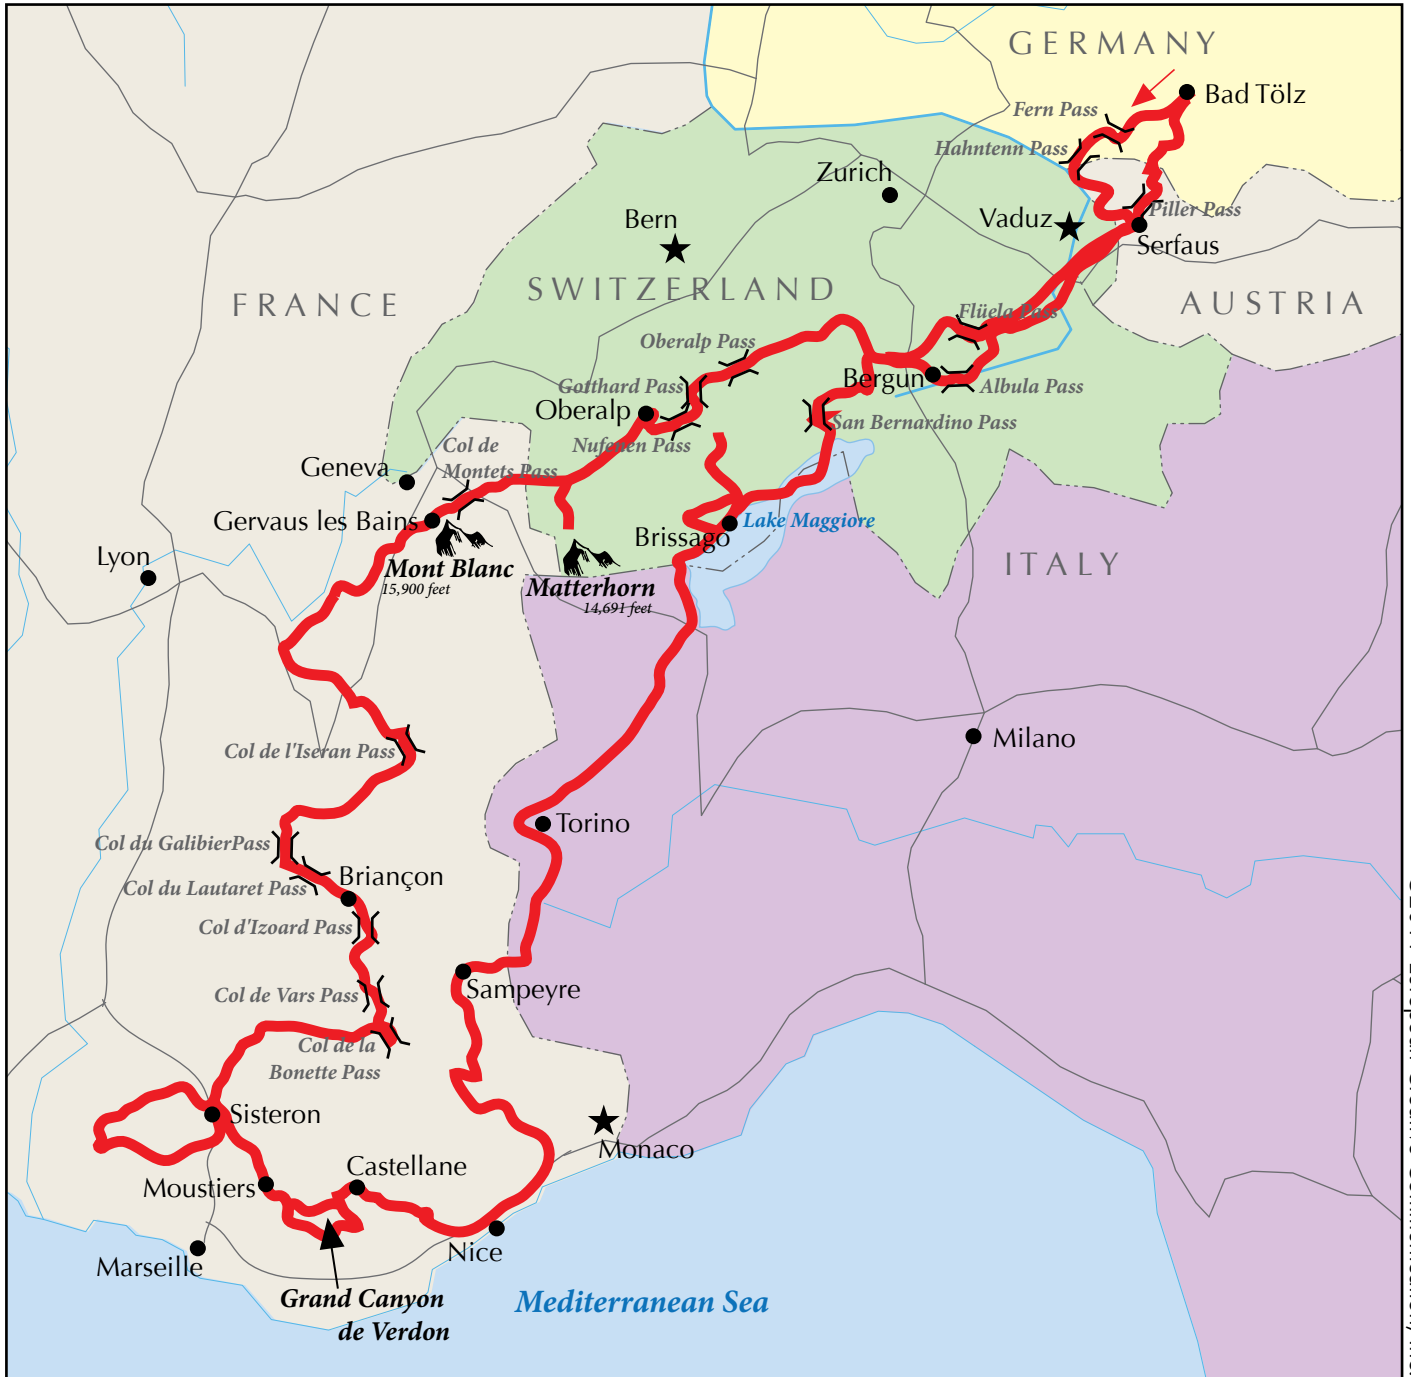 GERMANY
Bad Tölz
Fern Pass
Hahntenn Pass
Zurich
Piller Pass
Bern
Vaduz
Serfaus
SWITZERLAND
FRANCE
AUSTRIA
Flüela Pass
Oberalp Pass
Gotthard Pass
Bergun
Albula Pass
Oberalp
San Bernardino Pass
Nufenen Pass
Col de
Montets Pass
Geneva
Gervaus les Bains
Lake Maggiore
Brissago
Lyon
Mont Blanc
15,900 feet
Matterhorn
14,691 feet
ITALY
Col de l'Iseran Pass
Milano
Torino
Col du GalibierPass
Briançon
Col du Lautaret Pass
Col d'Izoard Pass
Sampeyre
Col de Vars Pass
Col de la
Bonette Pass
Sisteron
Monaco
Castellane
Moustiers
Nice
Marseille
Grand Canyon
de Verdon
Mediterranean Sea